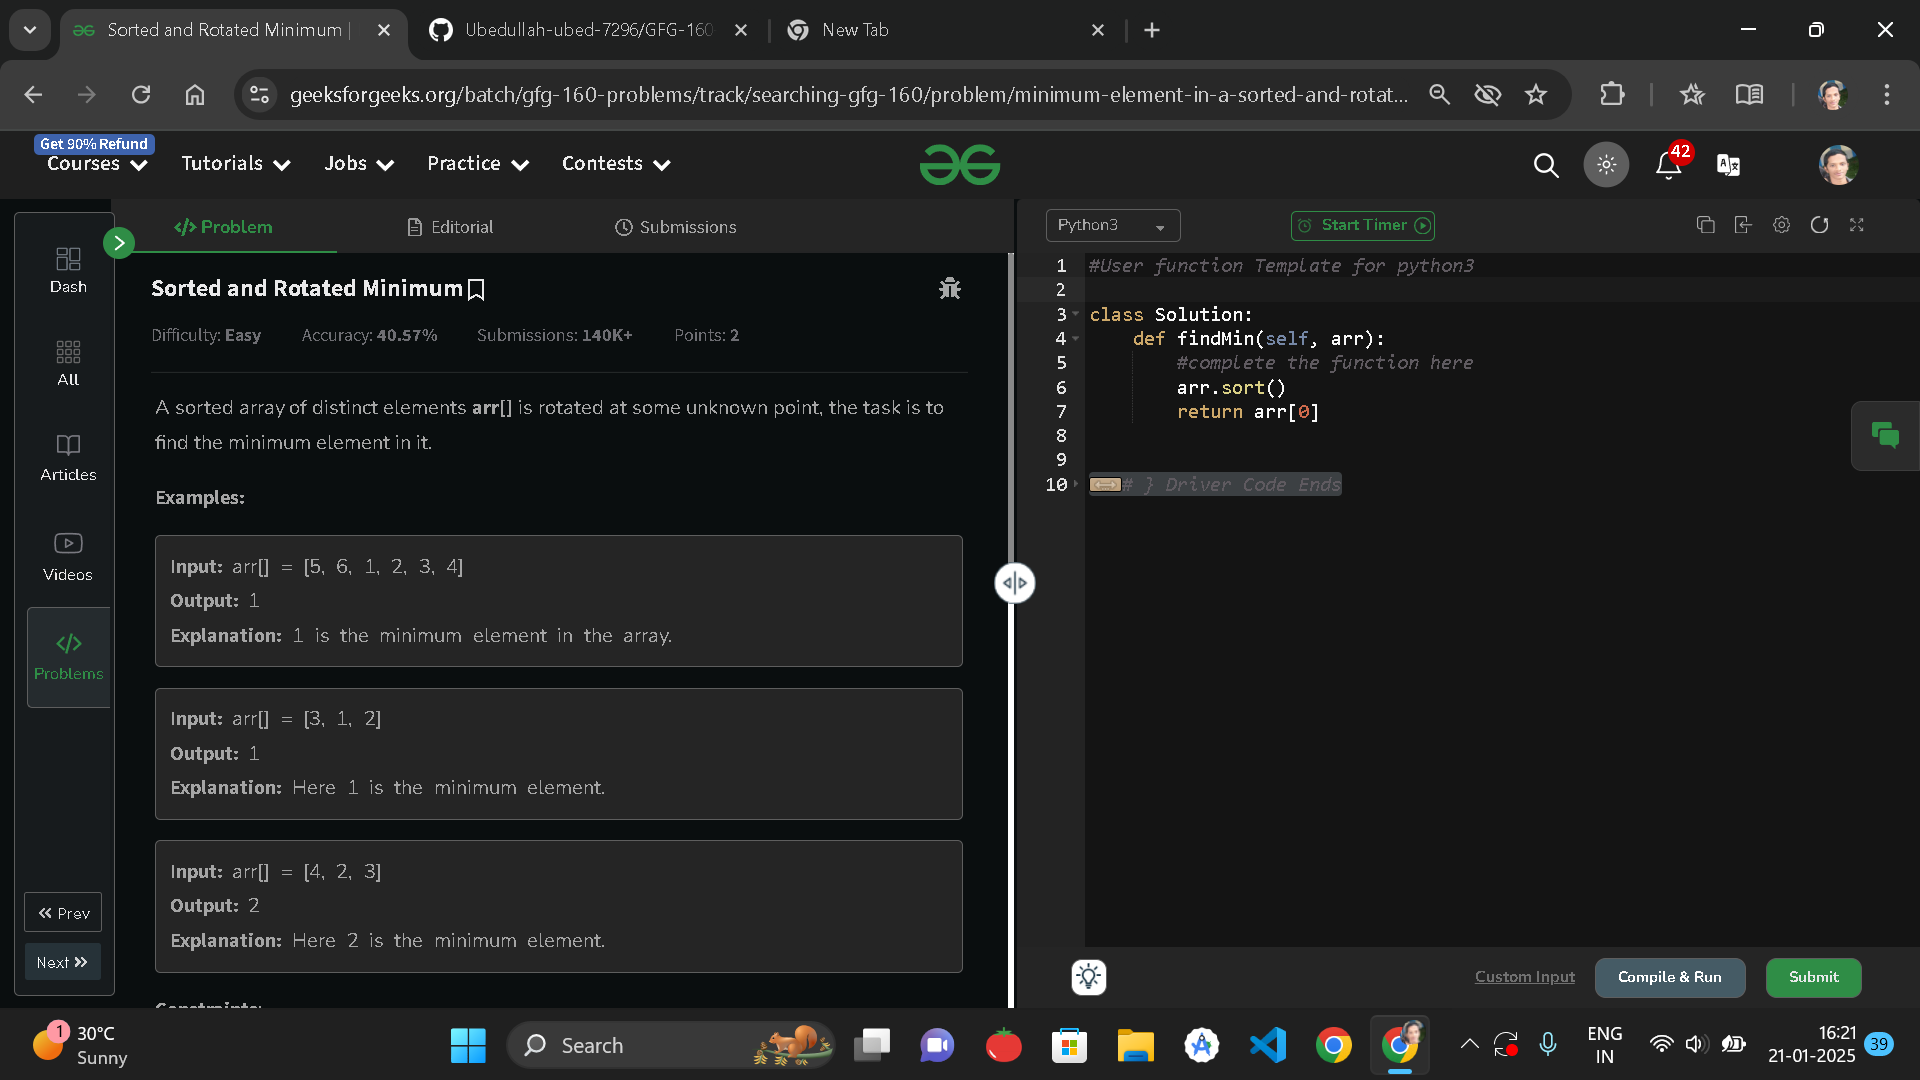 Sorted and Rotated Minimum |
Ubedullah-ubed-7296/GFG-160
New Tab
geeksforgeeks.org/batch/gfg-160-problems/track/searching-gfg-160/problem/minimum-element-in-a-sorted-and-rotat...
Get 90% Refund
Courses
Tutorials
Jobs
Practice
Contests
42
Dash
All
Articles
Videos
Problems
Prev
Next
</> Problem
Editorial
Submissions
Sorted and Rotated Minimum
Difficulty: Easy Accuracy: 40.57% Submissions: 140K+ Points: 2
A sorted array of distinct elements arr[] is rotated at some unknown point, the task is to
find the minimum element in it.
Examples:
Input: arr[] = [5, 6, 1, 2, 3, 4]
Output: 1
Explanation: 1 is the minimum element in the array.
Input: arr[] = [3, 1, 2]
Output: 1
Explanation: Here 1 is the minimum element.
Input: arr[] = [4, 2, 3]
Output: 2
Explanation: Here 2 is the minimum element.
Python3
Start Timer
1 #User function Template for python3
2
3 class Solution:
4 def findMin(self, arr):
5 #complete the function here
6 arr.sort()
7 return arr[0]
8
9
10 # } Driver Code Ends
Custom Input
Compile & Run
Submit
1
30°C
Sunny
Search
ENG
IN
16:21
21-01-2025
39